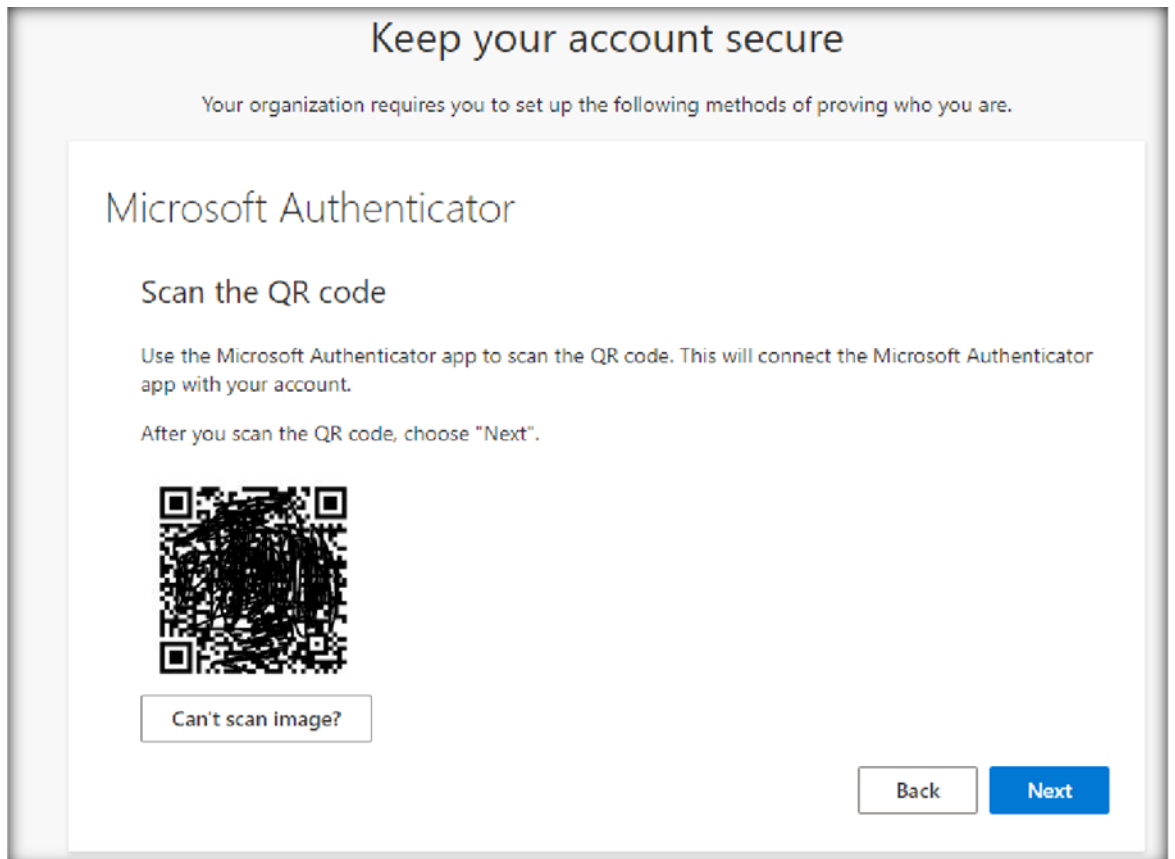 Keep your account secure
Your organization requires you to set up the following methods of proving who you are.
Microsoft Authenticator
Scan the QR code
Use the Microsoft Authenticator app to scan the QR code. This will connect the Microsoft Authenticator
app with your account.
After you scan the QR code, choose "Next".
Can't scan image?
Back
Next